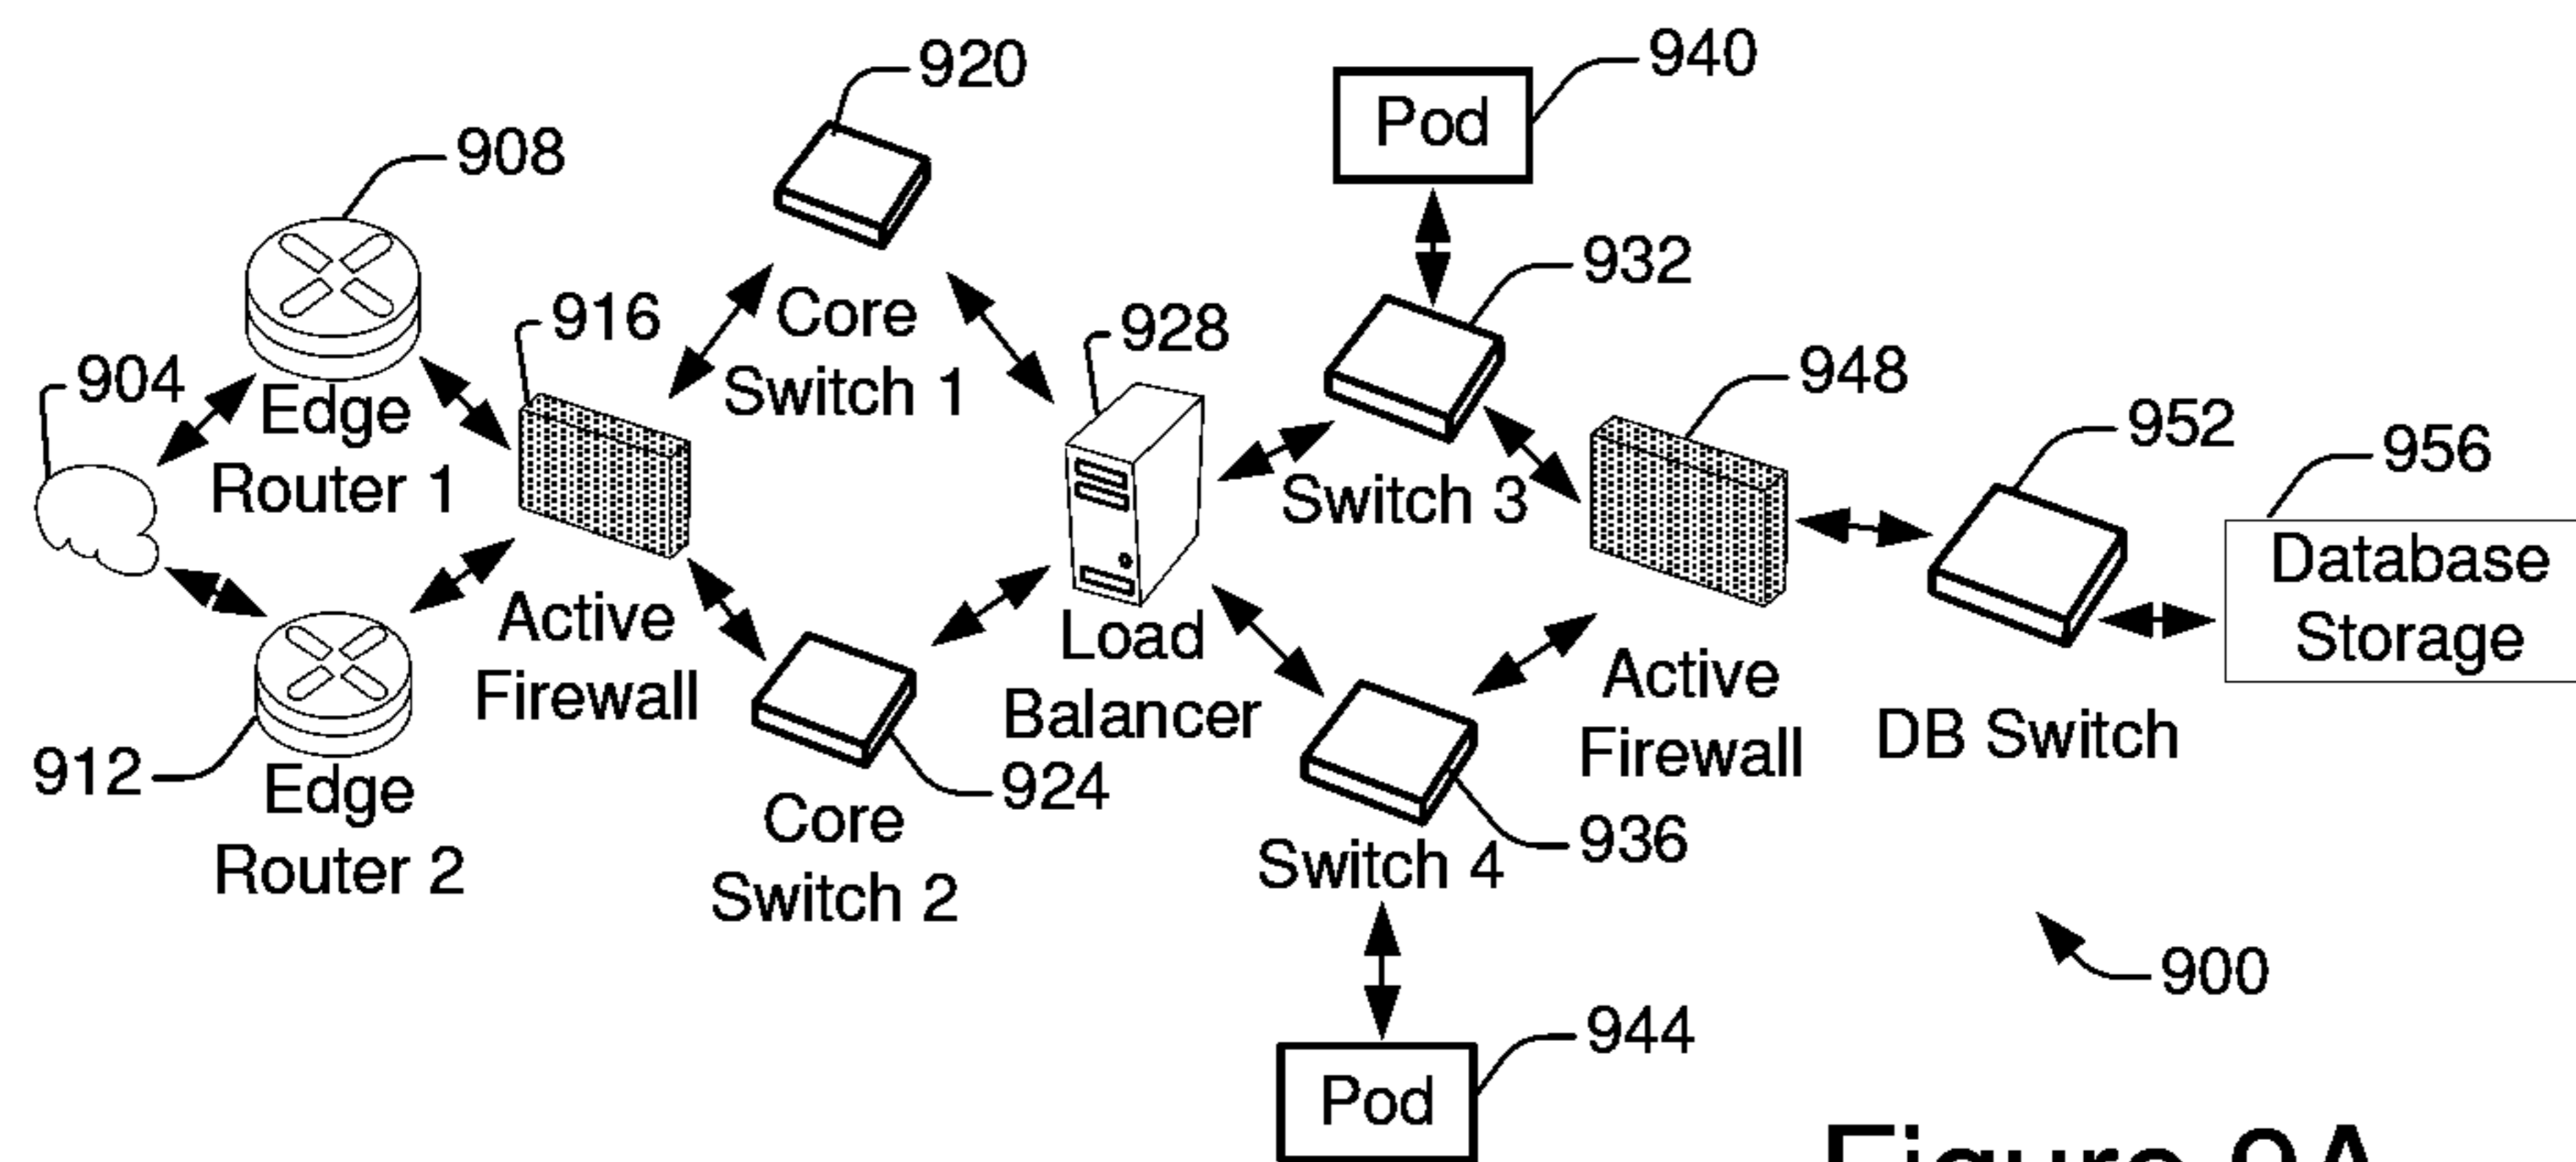 920
940
Pod
908
932
916
Core
Switch 1
928
948
904
Edge
Router 1
952
956
Switch 3
Database
Storage
Active
Firewall
Load
Balancer
Active
Firewall
DB Switch
912
Edge
Router 2
924
Core
Switch 2
936
Switch 4
900
944
Pod
Figure 9A